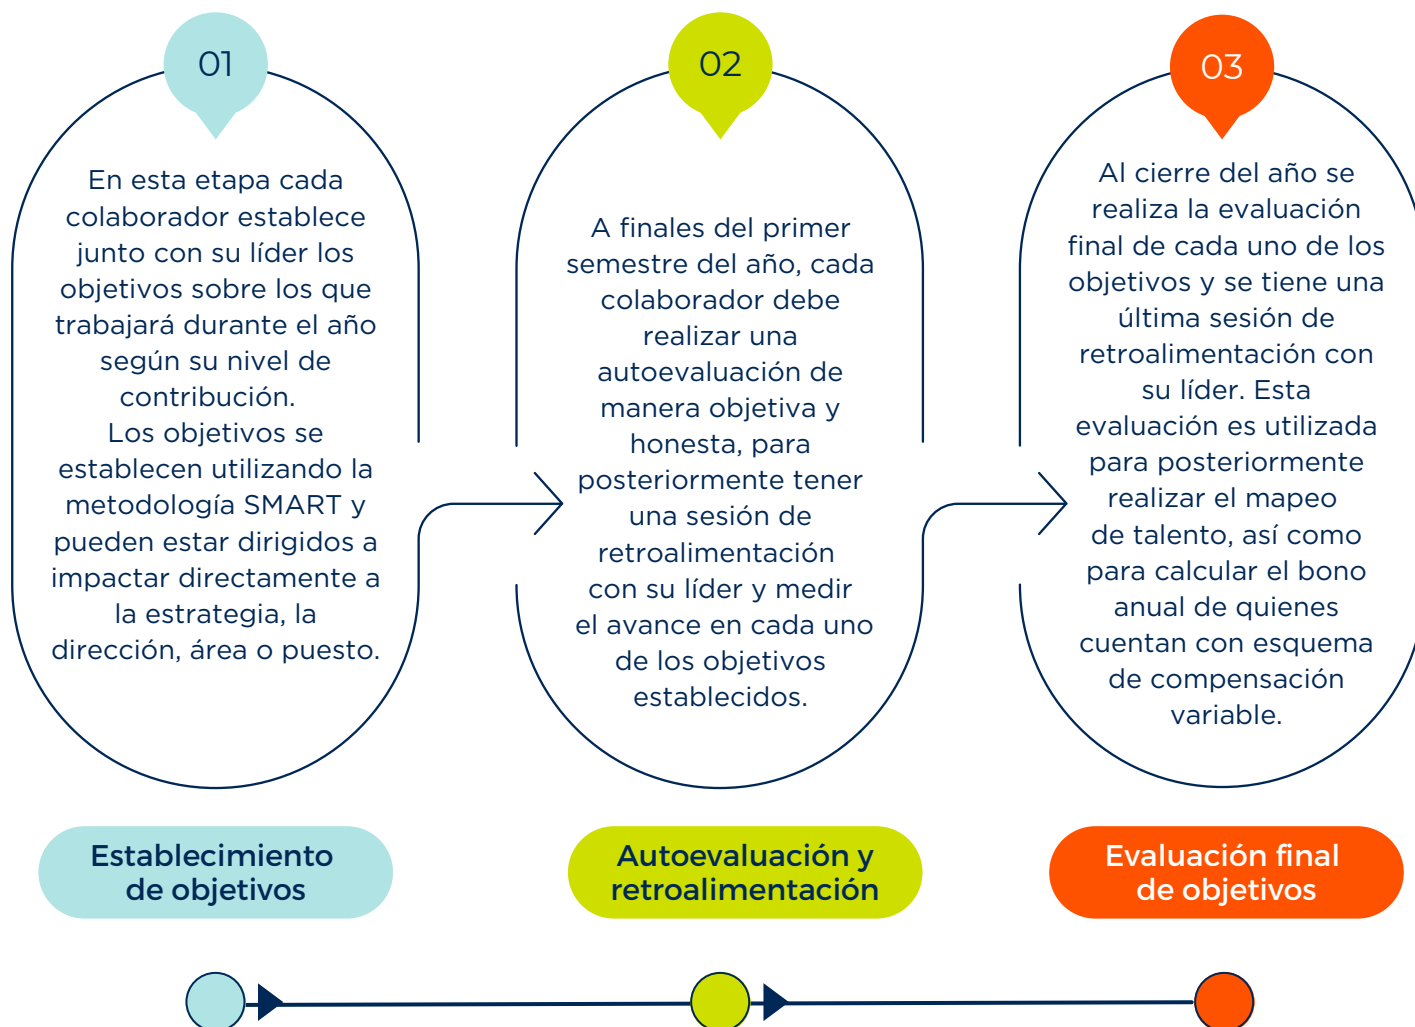 01
En esta etapa cada
colaborador establece
junto con su líder los
objetivos sobre los que
trabajará durante el año
según su nivel de
contribución.
Los objetivos se
establecen utilizando la
metodología SMART y
pueden estar dirigidos a
impactar directamente a
la estrategia, la
dirección, área o puesto.
Establecimiento
de objetivos
02
A finales del primer
semestre del año, cada
colaborador debe
realizar una
autoevaluación de
manera objetiva y
honesta, para
posteriormente tener
una sesión de
retroalimentación
con su líder y medir
el avance en cada uno
de los objetivos
establecidos.
Autoevaluación y
retroalimentación
03
Al cierre del año se
realiza la evaluación
final de cada uno de los
objetivos y se tiene una
última sesión de
retroalimentación con
su líder. Esta
evaluación es utilizada
para posteriormente
realizar el mapeo
de talento, así como
para calcular el bono
anual de quienes
cuentan con esquema
de compensación
variable.
Evaluación final
de objetivos